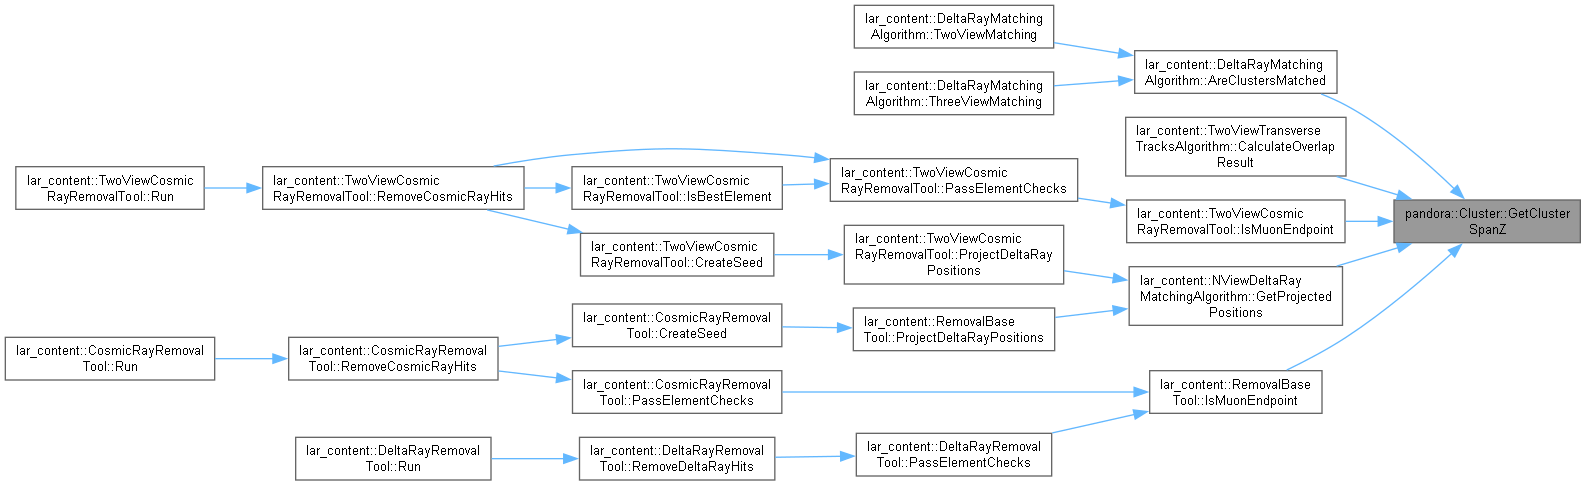 lar_content::DeltaRayMatching
Algorithm::TwoViewMatching
lar_content::DeltaRayMatching
Algorithm::ThreeViewMatching
lar_content::DeltaRayMatching
Algorithm::AreClustersMatched
lar_content::TwoViewTransverse
TracksAlgorithm::CalculateOverlap
Result
lar_content::TwoViewCosmic
RayRemovalTool::Run
lar_content::TwoViewCosmic
RayRemovalTool::RemoveCosmicRayHits
lar_content::TwoViewCosmic
RayRemovalTool::IsBestElement
lar_content::TwoViewCosmic
RayRemovalTool::PassElementChecks
lar_content::TwoViewCosmic
RayRemovalTool::IsMuonEndpoint
pandora::Cluster::GetCluster
SpanZ
lar_content::TwoViewCosmic
RayRemovalTool::CreateSeed
lar_content::TwoViewCosmic
RayRemovalTool::ProjectDeltaRay
Positions
lar_content::NViewDeltaRay
MatchingAlgorithm::GetProjected
Positions
lar_content::CosmicRayRemoval
Tool::CreateSeed
lar_content::RemovalBase
Tool::ProjectDeltaRayPositions
lar_content::CosmicRayRemoval
Tool::Run
lar_content::CosmicRayRemoval
Tool::RemoveCosmicRayHits
lar_content::CosmicRayRemoval
Tool::PassElementChecks
lar_content::RemovalBase
Tool::IsMuonEndpoint
lar_content::DeltaRayRemoval
Tool::Run
lar_content::DeltaRayRemoval
Tool::RemoveDeltaRayHits
lar_content::DeltaRayRemoval
Tool::PassElementChecks